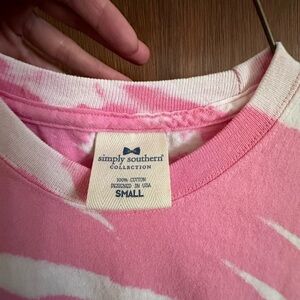 simply southern
COLLECTION
100% COTTON
DESIGNED IN USA
SMALL